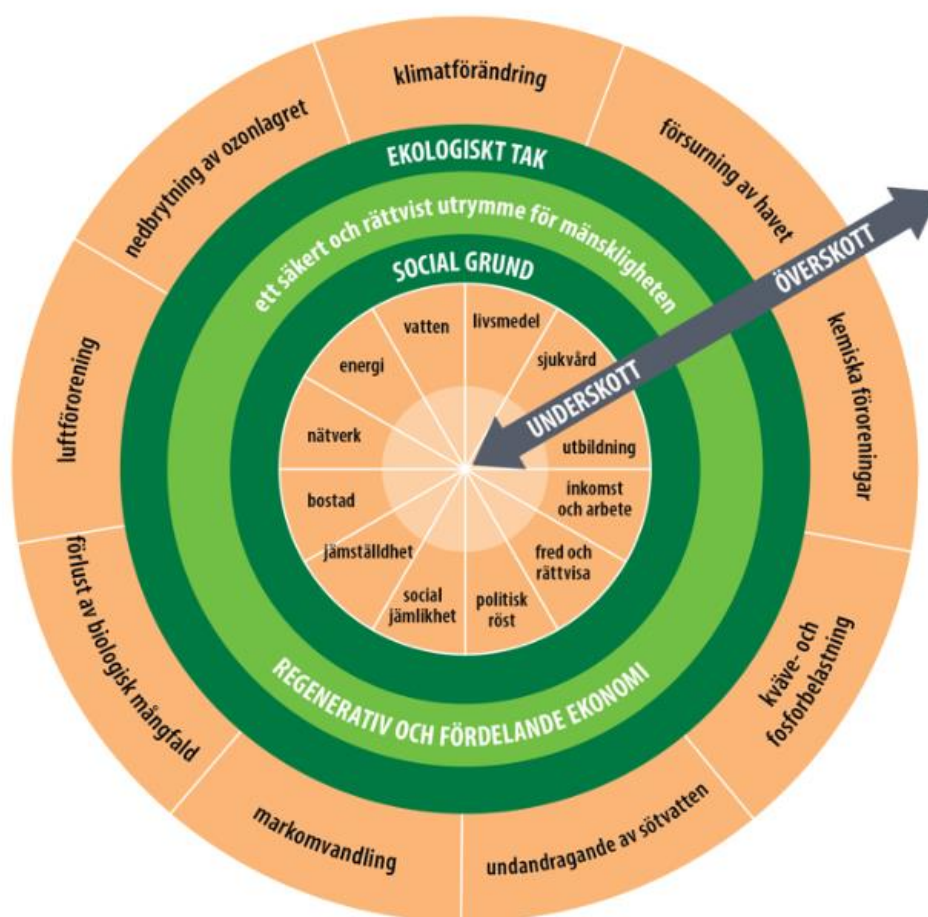 klimatförändring
försurning av havet
kemiska föroreningar
kväve- och
fosforbelastning
undandragande av sötvatten
markomvandling
förlust av biologisk mångfald
luftförorening
nedbrytning av ozonlagret
EKOLOGISKT TAK
ett säkert och rättvist utrymme för mänskligheten
SOCIAL GRUND
ÖVERSKOTT
UNDERSKOTT
vatten
livsmedel
energi
sjukvård
nätverk
utbildning
bostad
inkomst
och arbete
jämställdhet
fred och
rättvisa
social
jämlikhet
politisk
röst
REGENERATIV OCH FÖRDELANDE EKONOMI